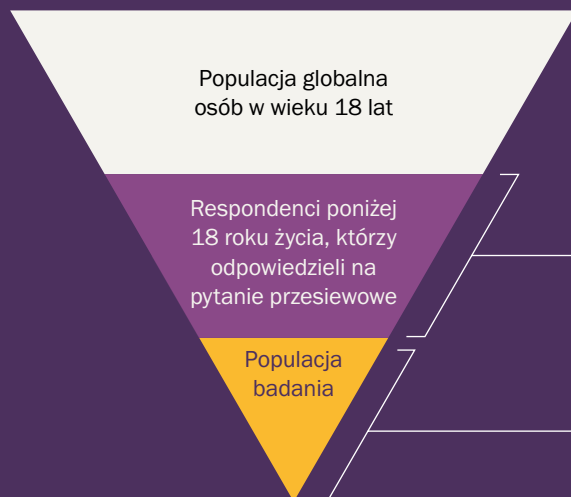 Populacja globalna
osób w wieku 18 lat
Respondenci poniżej
18 roku życia, którzy
odpowiedzieli na
pytanie przesiewowe
Populacja
badania